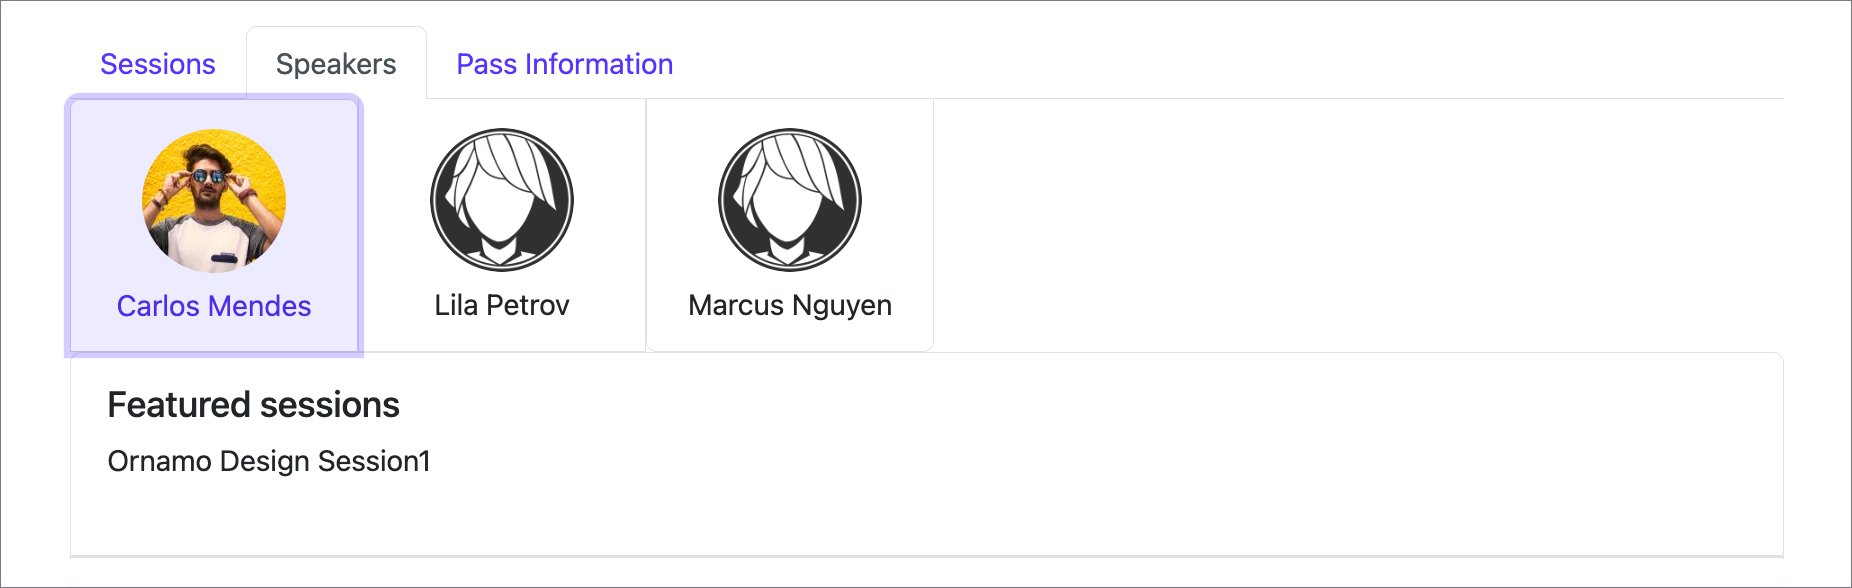 Sessions
Speakers
Pass Information
Carlos Mendes
Lila Petrov
Marcus Nguyen
Featured sessions
Ornamo Design Session1